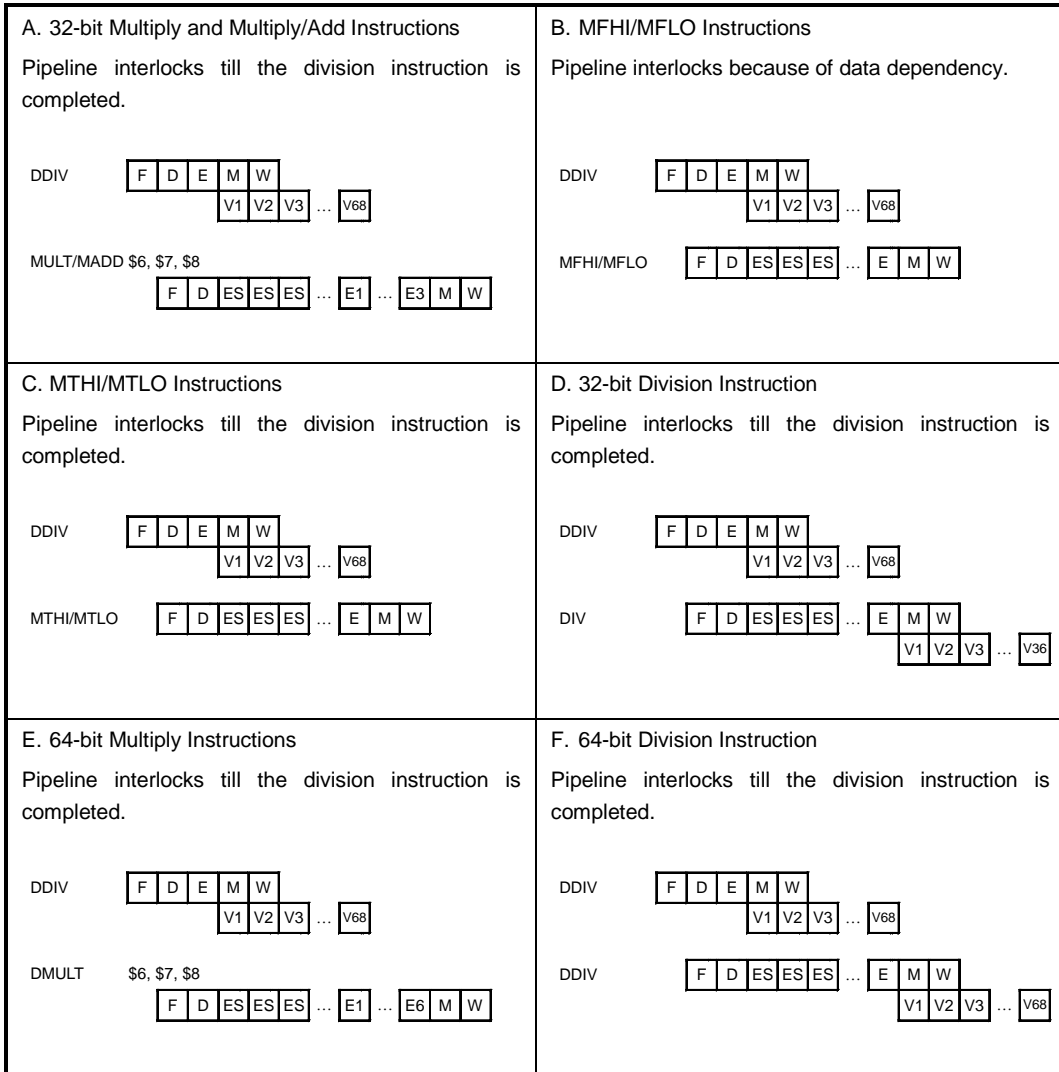 A. 32-bit Multiply and Multiply/Add Instructions
Pipeline interlocks till the division instruction is
completed.
DDIV F D E M W
V1 V2 V3 … V68
MULT/MADD $6, $7, $8
F D ES ES ES … E1 … E3 M W
B. MFHI/MFLO Instructions
Pipeline interlocks because of data dependency.
DDIV F D E M W
V1 V2 V3 … V68
MFHI/MFLO F D ES ES ES … E M W
C. MTHI/MTLO Instructions
Pipeline interlocks till the division instruction is
completed.
DDIV F D E M W
V1 V2 V3 … V68
MTHI/MTLO F D ES ES ES … E M W
D. 32-bit Division Instruction
Pipeline interlocks till the division instruction is
completed.
DDIV F D E M W
V1 V2 V3 … V68
DIV F D ES ES ES … E M W
V1 V2 V3 … V36
E. 64-bit Multiply Instructions
Pipeline interlocks till the division instruction is
completed.
DDIV F D E M W
V1 V2 V3 … V68
DMULT $6, $7, $8
F D ES ES ES … E1 … E6 M W
F. 64-bit Division Instruction
Pipeline interlocks till the division instruction is
completed.
DDIV F D E M W
V1 V2 V3 … V68
DDIV F D ES ES ES … E M W
V1 V2 V3 … V68